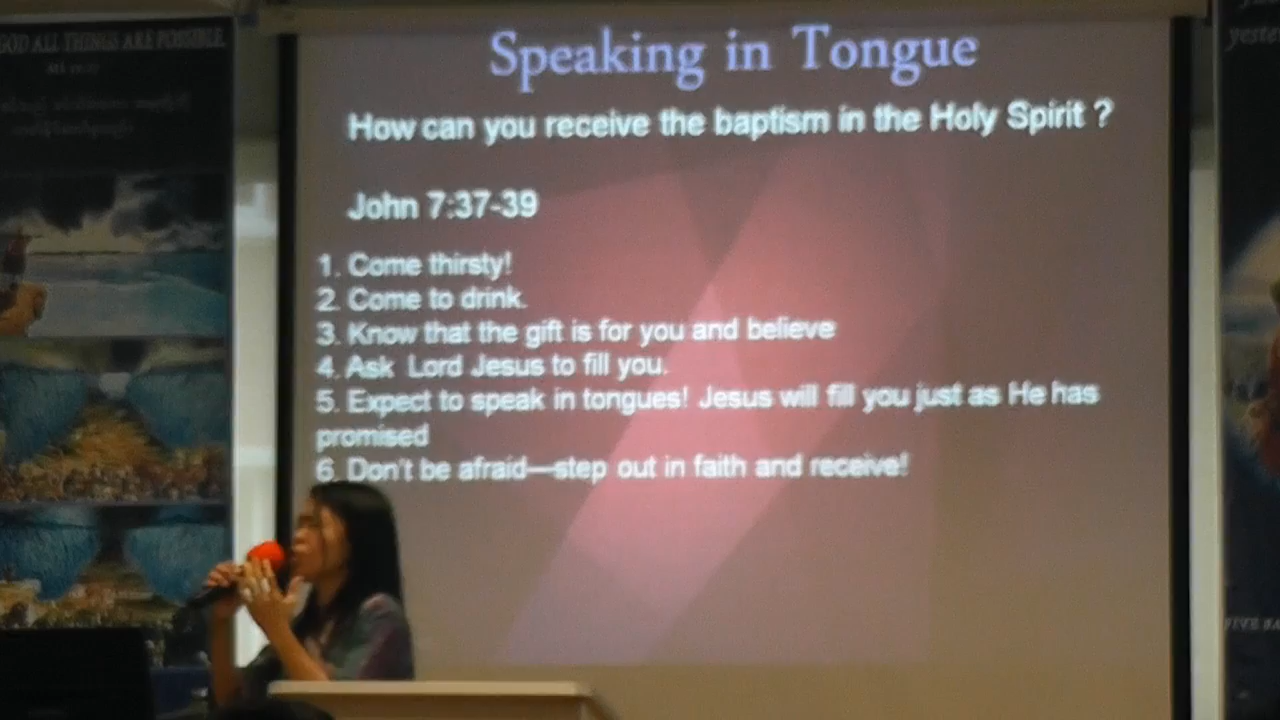 GOD ALL THINGS ARE POSSIBLE
Speaking in Tongue
How can you receive the baptism in the Holy Spirit ?
John 7:37-39
1. Come thirsty!
2. Come to drink.
3. Know that the gift is for you and believe
4. Ask Lord Jesus to fill you.
5. Expect to speak in tongues! Jesus will fill you just as He has
promised
6. Don't be afraid—step out in faith and receive!